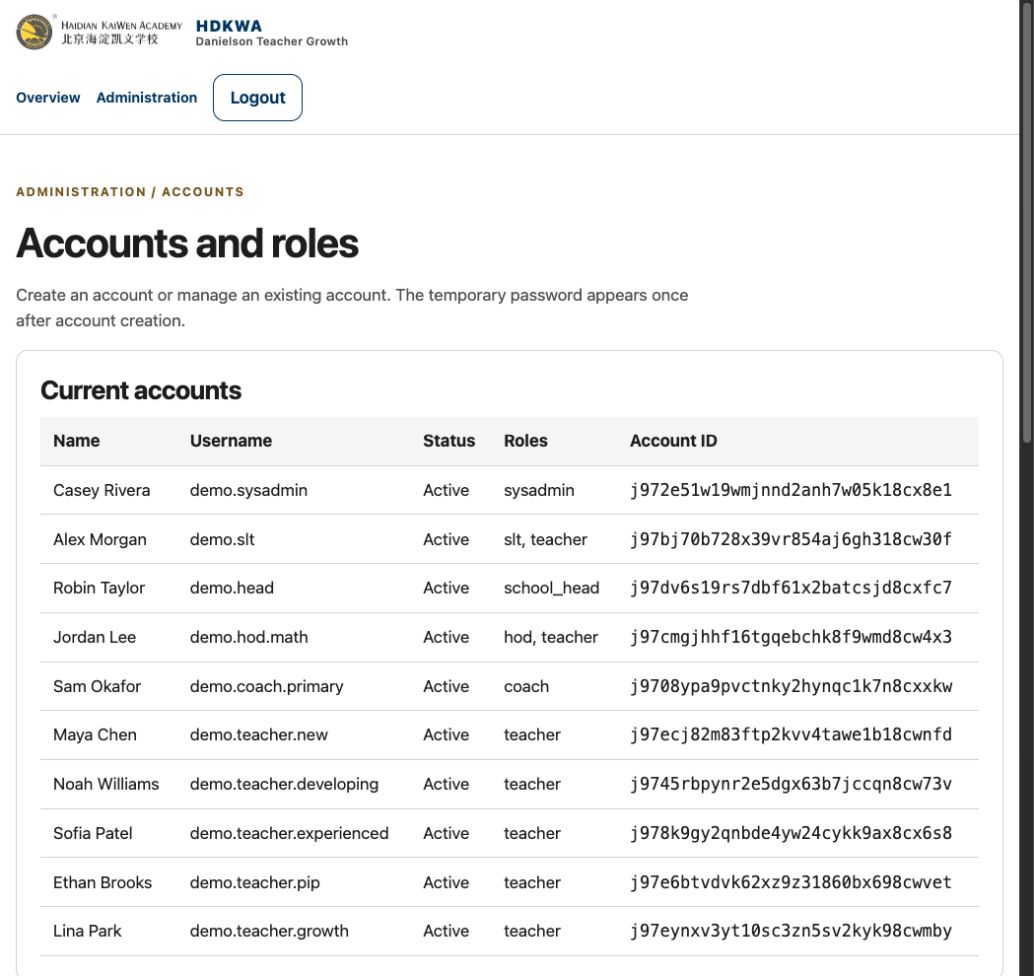 HAIDIAN KAIWEN ACADEMY
北京海淀凯文学校
HDKWA
Danielson Teacher Growth
Overview Administration Logout
ADMINISTRATION / ACCOUNTS
Accounts and roles
Create an account or manage an existing account. The temporary password appears once
after account creation.
Current accounts
Name Username Status Roles Account ID
Casey Rivera demo.sysadmin Active sysadmin j972e51w19wmjnnd2anh7w05k18cx8e1
Alex Morgan demo.slt Active slt, teacher j97bj70b728x39vr854aj6gh318cw30f
Robin Taylor demo.head Active school_head j97dv6s19rs7dbf61x2batcsjd8cxfc7
Jordan Lee demo.hod.math Active hod, teacher j97cmgjhhf16tgqebchk8f9wmd8cw4x3
Sam Okafor demo.coach.primary Active coach j9708ypa9pvctnky2hynqc1k7n8cxxkw
Maya Chen demo.teacher.new Active teacher j97ecj82m83ftp2kvv4tawe1b18cwnfd
Noah Williams demo.teacher.developing Active teacher j9745rbpynr2e5dgx63b7jccqn8cw73v
Sofia Patel demo.teacher.experienced Active teacher j978k9gy2qnbde4yw24cykk9ax8cx6s8
Ethan Brooks demo.teacher.pip Active teacher j97e6btvdvk62xz9z31860bx698cwvet
Lina Park demo.teacher.growth Active teacher j97eynxv3yt10sc3zn5sv2kyk98cwmby